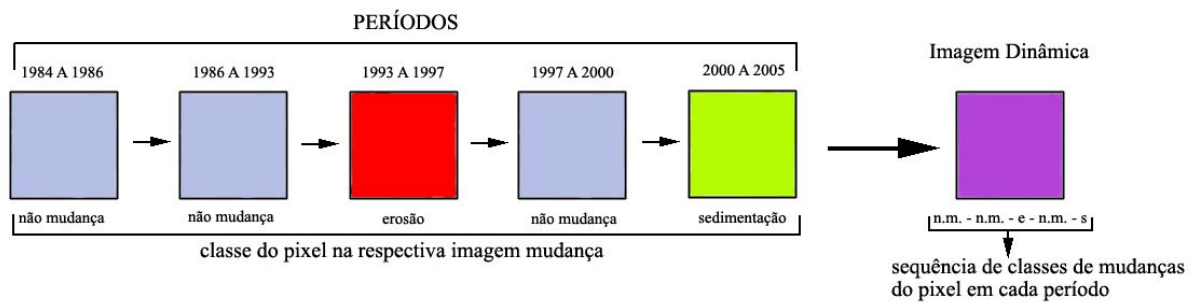 PERÍODOS
1984 A 1986
1986 A 1993
1993 A 1997
1997 A 2000
2000 A 2005
Imagem Dinâmica
não mudança
não mudança
erosão
não mudança
sedimentação
n.m. - n.m. - e - n.m. - s
classe do pixel na respectiva imagem mudança
sequência de classes de mudanças
do pixel em cada período